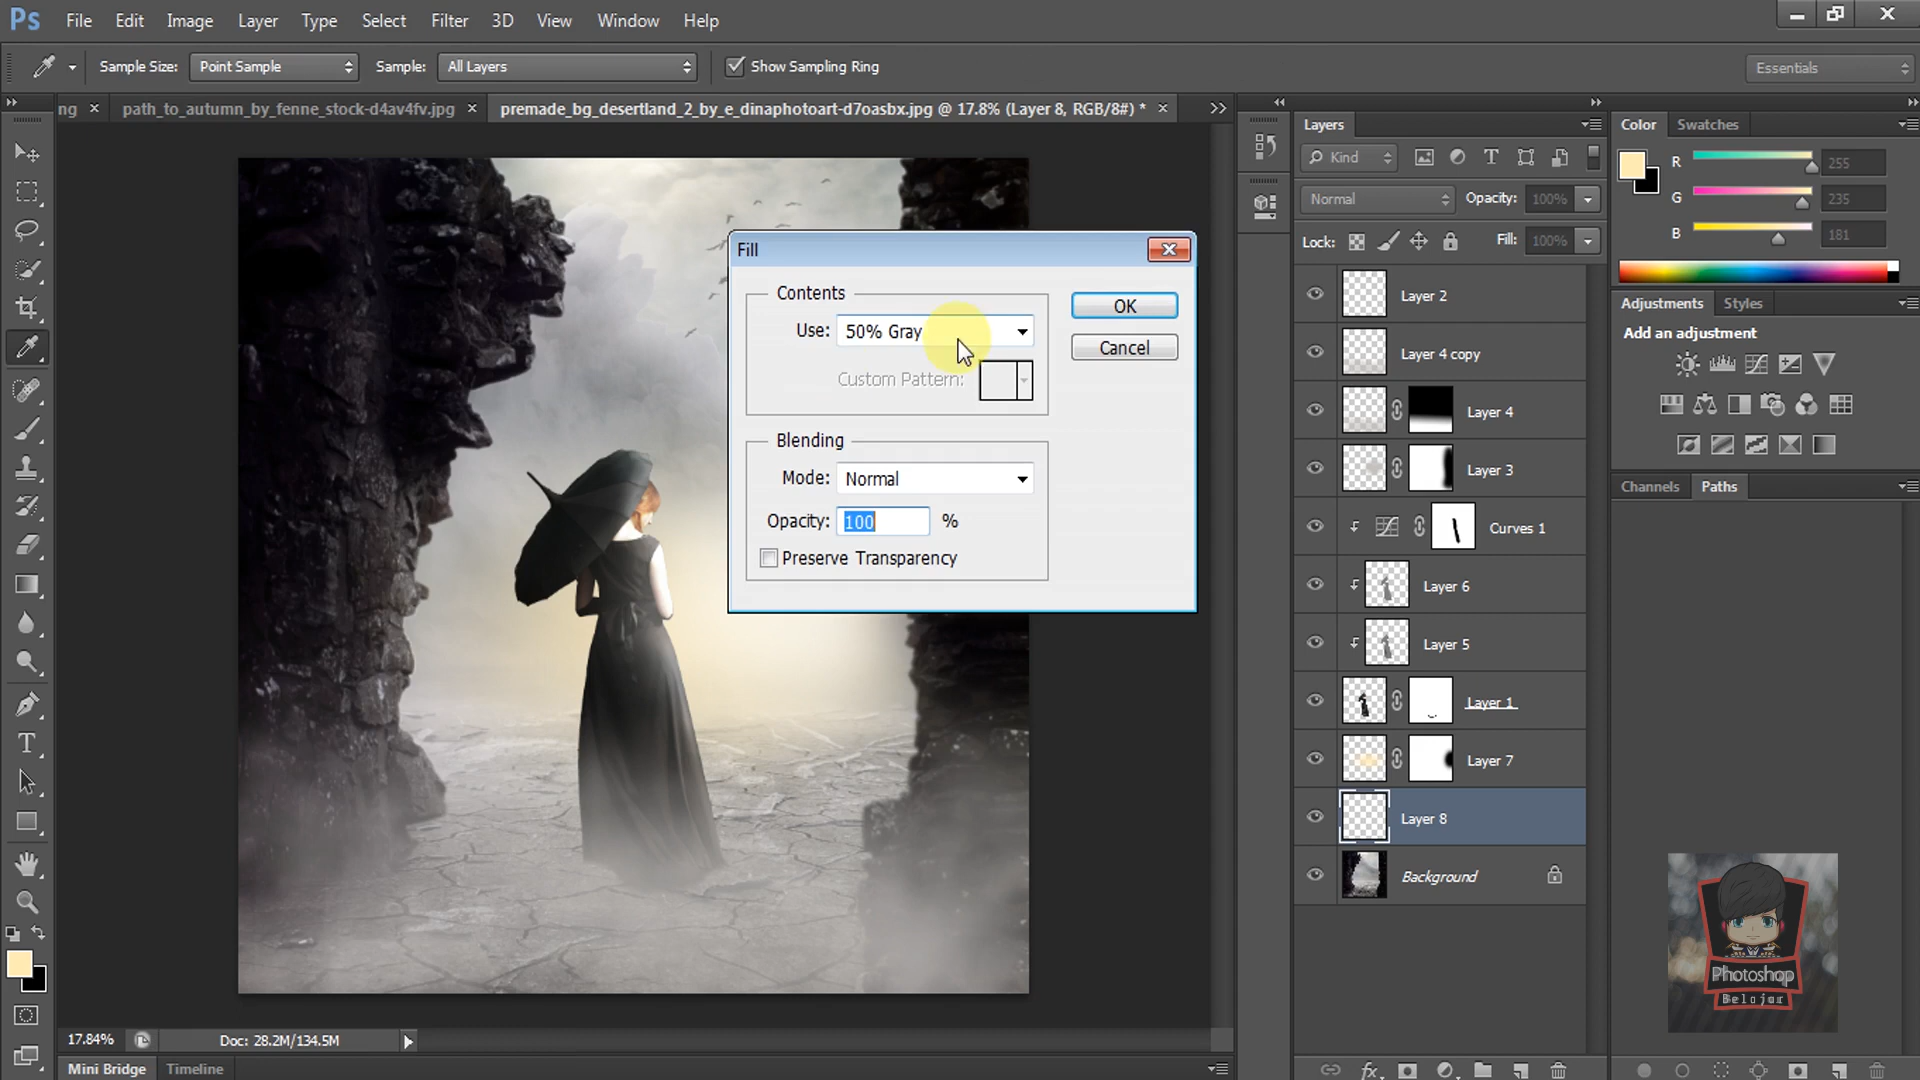 Ps File Edit Image Layer Type Select Filter 3D View Window Help
Sample Size: Point Sample Sample: All Layers Show Sampling Ring Essentials
ng path_to_autumn_by_fenne_stock-d4av4fv.jpg premade_bg_desertland_2_by_e_dinaphotoart-d7oasbx.jpg @ 17.8% (Layer 8, RGB/8#) *
Fill
Contents
Use: 50% Gray
Custom Pattern:
OK
Cancel
Blending
Mode: Normal
Opacity: 100 %
Preserve Transparency
Layers
Kind
Normal Opacity: 100%
Lock: Fill: 100%
Layer 2
Layer 4 copy
Layer 4
Layer 3
Curves 1
Layer 6
Layer 5
Layer 1
Layer 7
Layer 8
Background
Color Swatches
R 255
G 235
B 181
Adjustments Styles
Add an adjustment
Channels Paths
Photoshop
Belajar
17.84% Doc: 28.2M/134.5M
Mini Bridge Timeline
fx